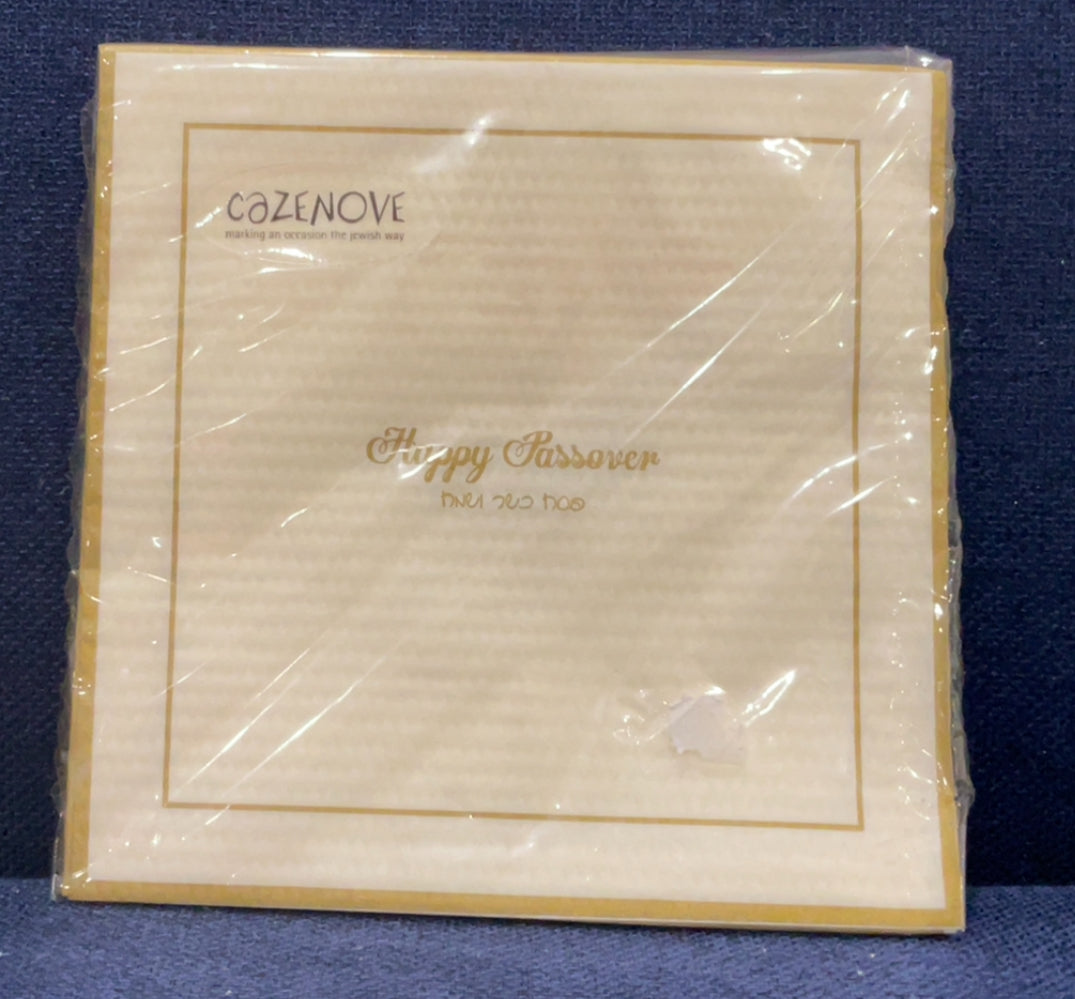 CAZENOVE
marking an occasion the jewish way
Happy Passover
פסח כשר ושמח